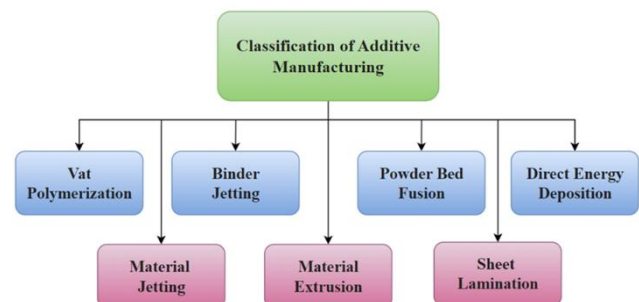 Classification of Additive
Manufacturing
Vat
Polymerization
Binder
Jetting
Powder Bed
Fusion
Direct Energy
Deposition
Material
Jetting
Material
Extrusion
Sheet
Lamination